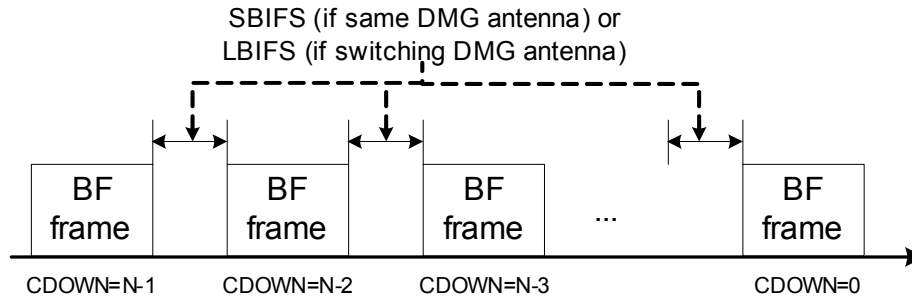 SBIFS (if same DMG antenna) or
LBIFS (if switching DMG antenna)
BF
frame
BF
frame
BF
frame
...
BF
frame
CDOWN=N-1
CDOWN=N-2
CDOWN=N-3
CDOWN=0